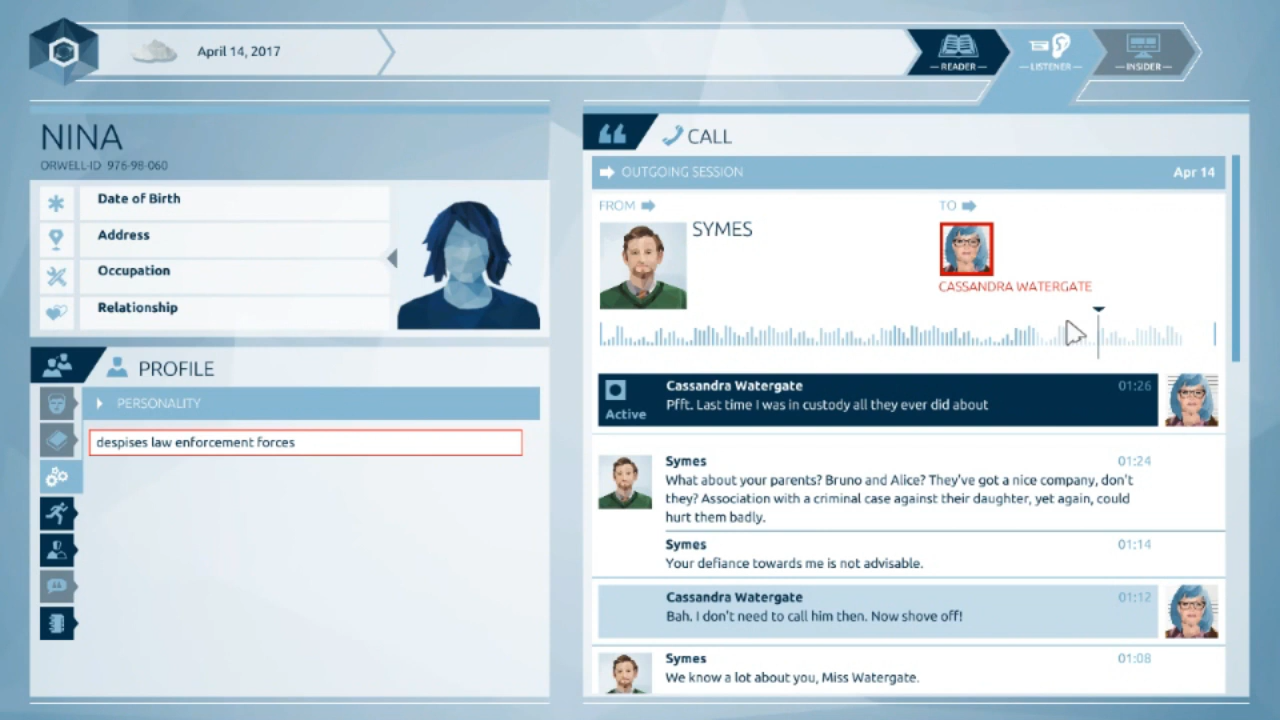 April 14, 2017
READER
LISTENER
INSIDER
NINA
ORWELL-ID 976-98-060
Date of Birth
Address
Occupation
Relationship
PROFILE
PERSONALITY
despises law enforcement forces
CALL
OUTGOING SESSION
Apr 14
FROM
TO
SYMES
CASSANDRA WATERGATE
Active
Cassandra Watergate
01:26
Pfft. Last time I was in custody all they ever did about
Symes
01:24
What about your parents? Bruno and Alice? They've got a nice company, don't
they? Association with a criminal case against their daughter, yet again, could
hurt them badly.
Symes
01:14
Your defiance towards me is not advisable.
Cassandra Watergate
01:12
Bah. I don't need to call him then. Now shove off!
Symes
01:08
We know a lot about you, Miss Watergate.